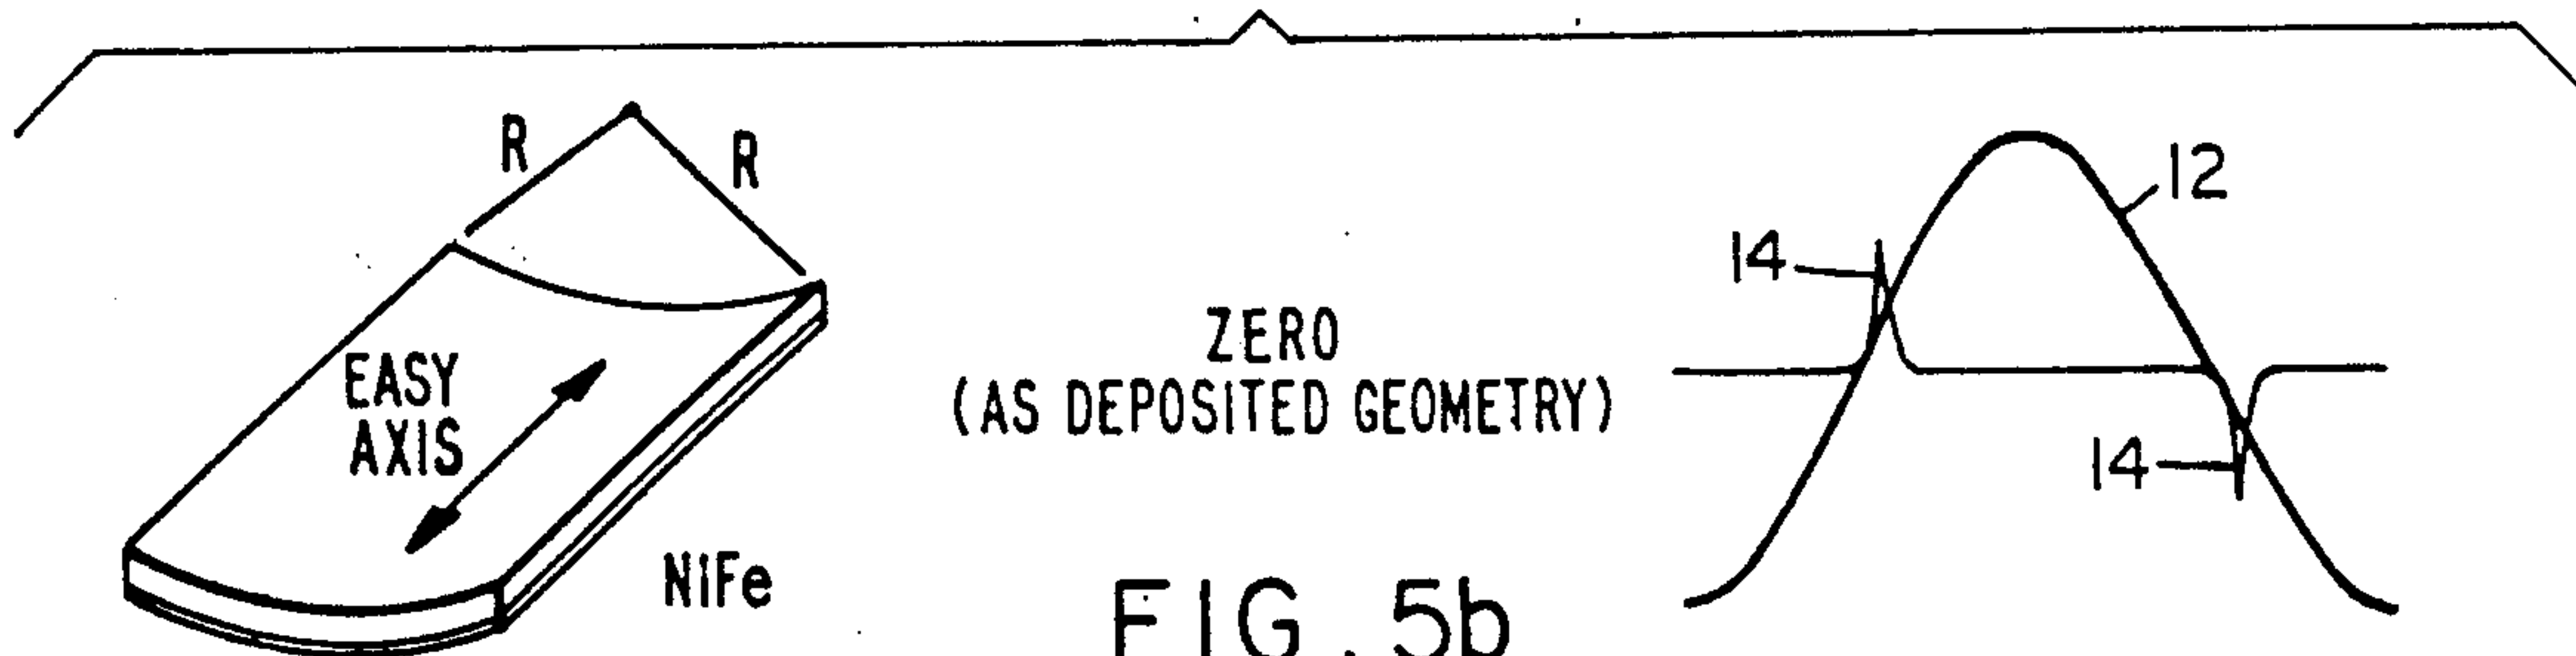 R
R
EASY
AXIS
NiFe
ZERO
(AS DEPOSITED GEOMETRY)
12
14
14
FIG. 5b